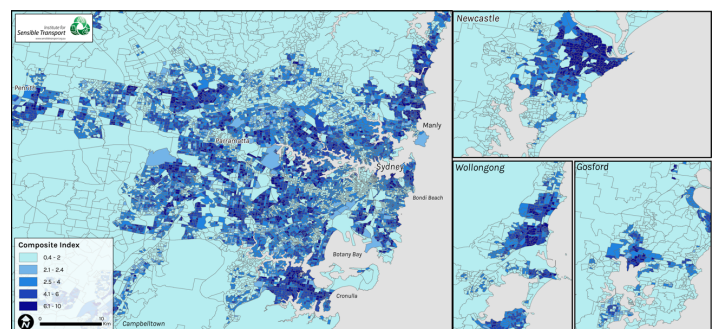 Institute for
Sensible Transport
Newcastle
Penrith
Manly
Parramatta
Sydney
Bondi Beach
Wollongong
Gosford
Composite Index
0.4 - 2
2.1 - 2.4
2.5 - 4
4.1 - 6
6.1 - 10
Botany Bay
Cronulla
0
10
Km
N
Campbelltown